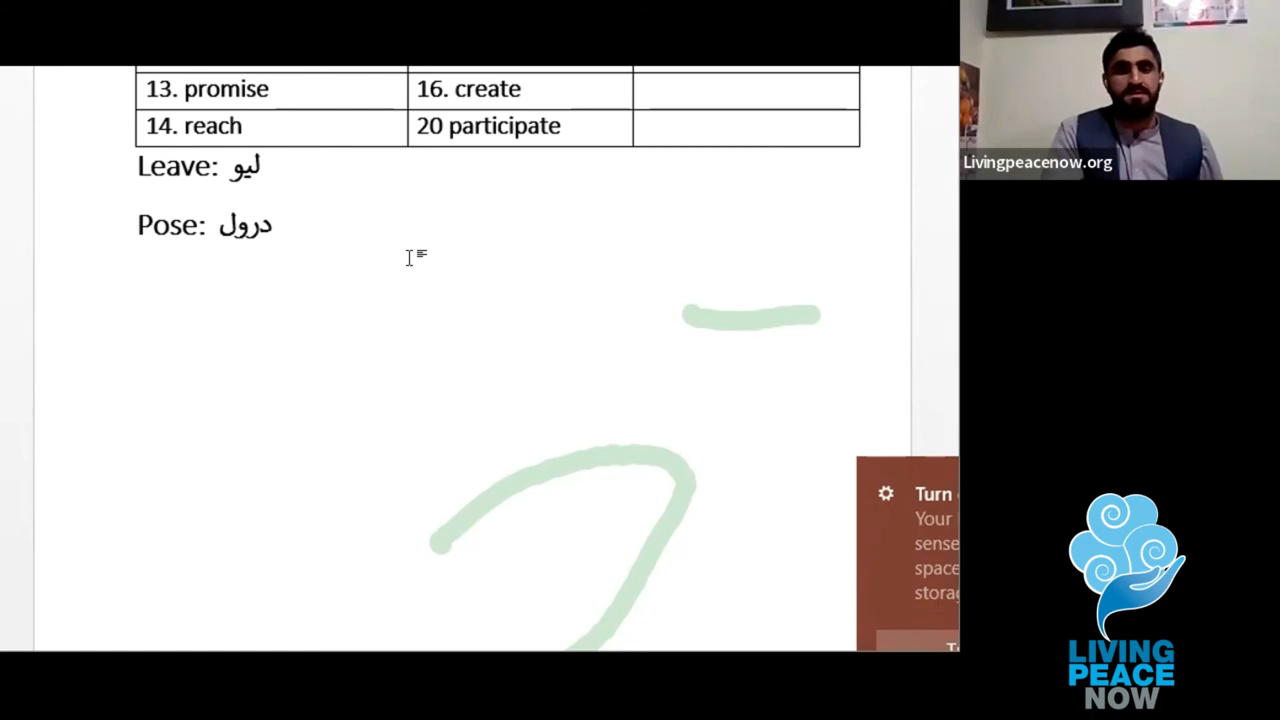 13. promise 16. create
14. reach 20 participate
Leave: لیو
Pose: درول
Livingpeacenow.org
Turn
Your
sense
space
storag
LIVING
PEACE
NOW